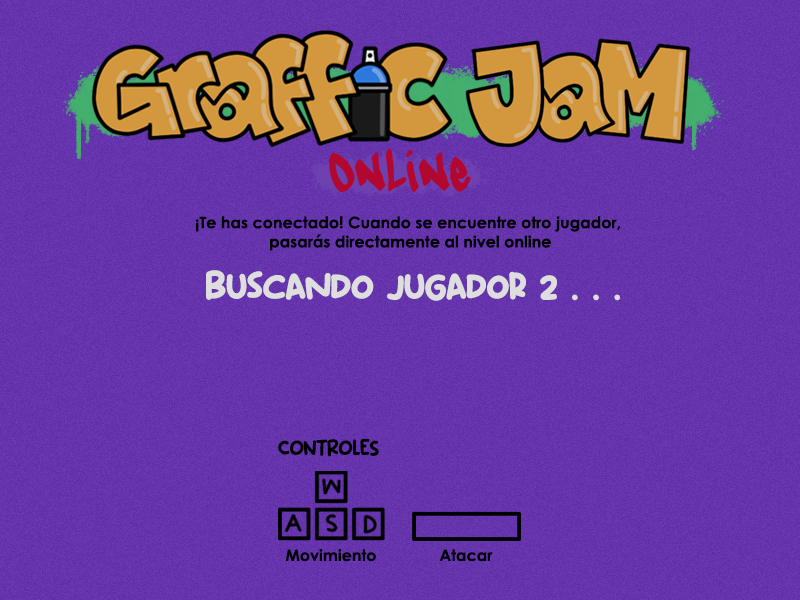 Graffic Jam
Online
¡Te has conectado! Cuando se encuentre otro jugador,
pasarás directamente al nivel online
BUSCANDO JUGADOR 2 . . .
CONTROLES
W
A S D
Movimiento Atacar